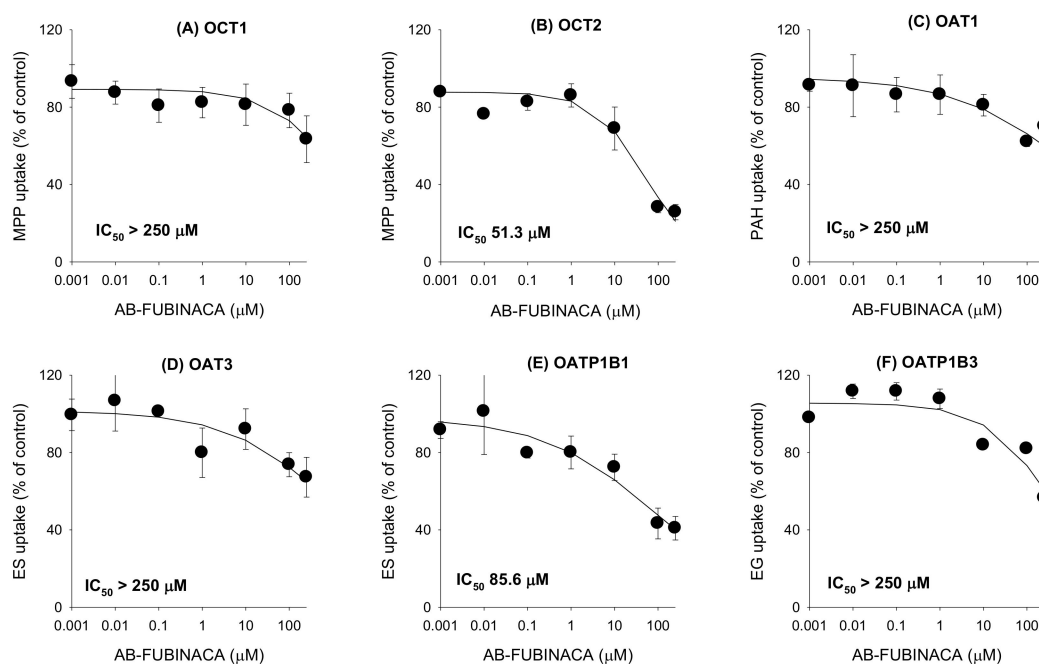 (A) OCT1
120
80
40
0
MPP uptake (% of control)
IC50 > 250 μM
0.001 0.01 0.1 1 10 100
AB-FUBINACA (μM)
(B) OCT2
120
80
40
0
MPP uptake (% of control)
IC50 51.3 μM
0.001 0.01 0.1 1 10 100
AB-FUBINACA (μM)
(C) OAT1
120
80
40
0
PAH uptake (% of control)
IC50 > 250 μM
0.001 0.01 0.1 1 10 100
AB-FUBINACA (μM)
(D) OAT3
120
80
40
0
ES uptake (% of control)
IC50 > 250 μM
0.001 0.01 0.1 1 10 100
AB-FUBINACA (μM)
(E) OATP1B1
120
80
40
0
ES uptake (% of control)
IC50 85.6 μM
0.001 0.01 0.1 1 10 100
AB-FUBINACA (μM)
(F) OATP1B3
120
80
40
0
EG uptake (% of control)
IC50 > 250 μM
0.001 0.01 0.1 1 10 100
AB-FUBINACA (μM)